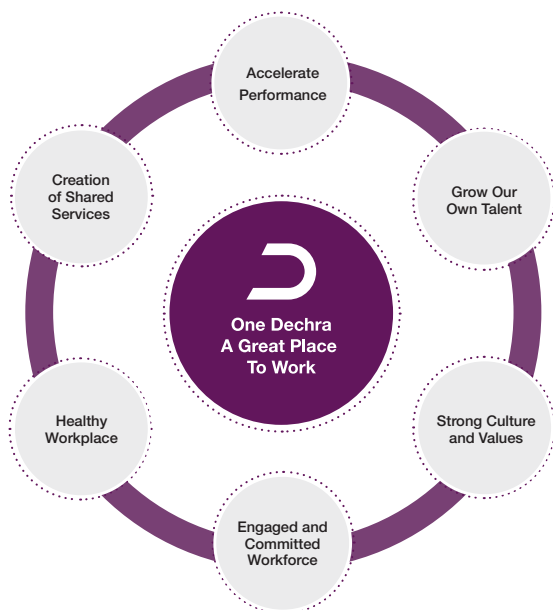 Accelerate
Performance
Grow Our
Own Talent
Strong Culture
and Values
Engaged and
Committed
Workforce
Healthy
Workplace
Creation
of Shared
Services
One Dechra
A Great Place
To Work